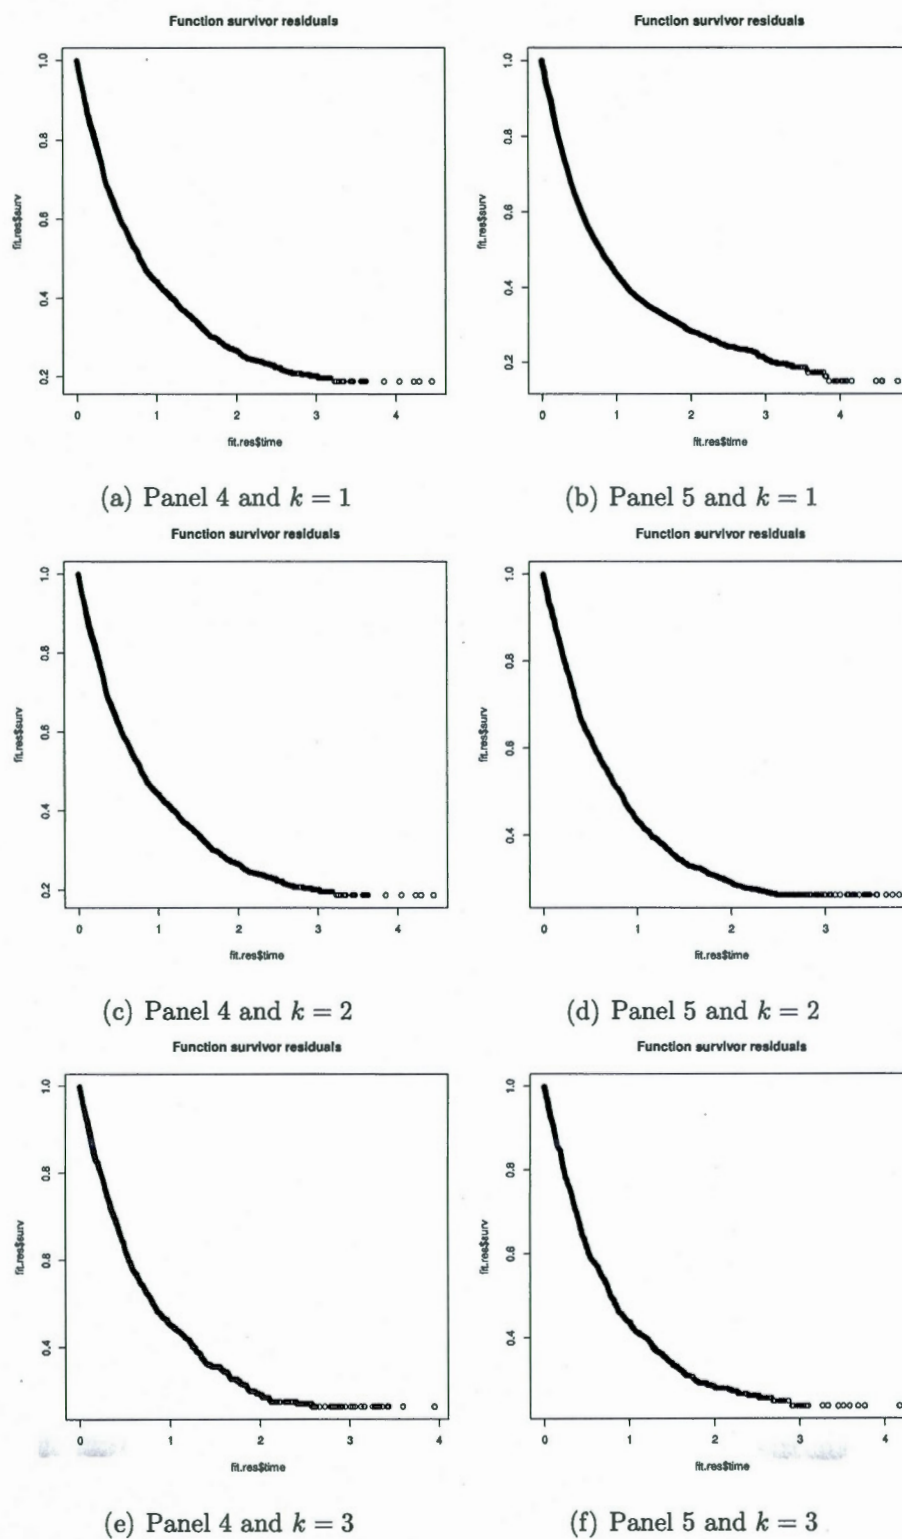 Function survivor residuals
Function survivor residuals
fit.res$surv
1.0
0.8
0.6
0.4
0.2
0 1 2 3 4
fit.res$time
fit.res$surv
1.0
0.8
0.6
0.4
0.2
0 1 2 3 4
fit.res$time
(a) Panel 4 and k = 1
(b) Panel 5 and k = 1
Function survivor residuals
Function survivor residuals
fit.res$surv
1.0
0.8
0.6
0.4
0.2
0 1 2 3 4
fit.res$time
fit.res$surv
1.0
0.8
0.6
0.4
0 1 2 3
fit.res$time
(c) Panel 4 and k = 2
(d) Panel 5 and k = 2
Function survivor residuals
Function survivor residuals
fit.res$surv
1.0
0.8
0.6
0.4
0 1 2 3 4
fit.res$time
fit.res$surv
1.0
0.8
0.6
0.4
0 1 2 3 4
fit.res$time
(e) Panel 4 and k = 3
(f) Panel 5 and k = 3